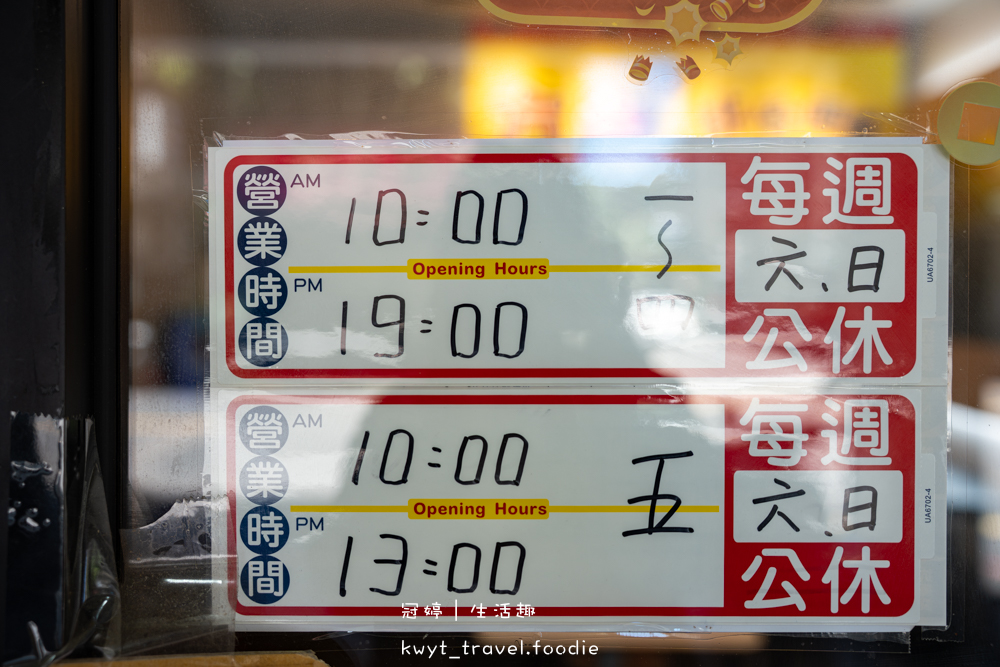 營業時間
AM
10:00
一
～
四
Opening Hours
PM
19:00
每週
六、日
公休
UA6702-4
營業時間
AM
10:00
五
Opening Hours
PM
13:00
每週
六、日
公休
UA6702-4
冠婷｜生活趣
kwyt_travel.foodie